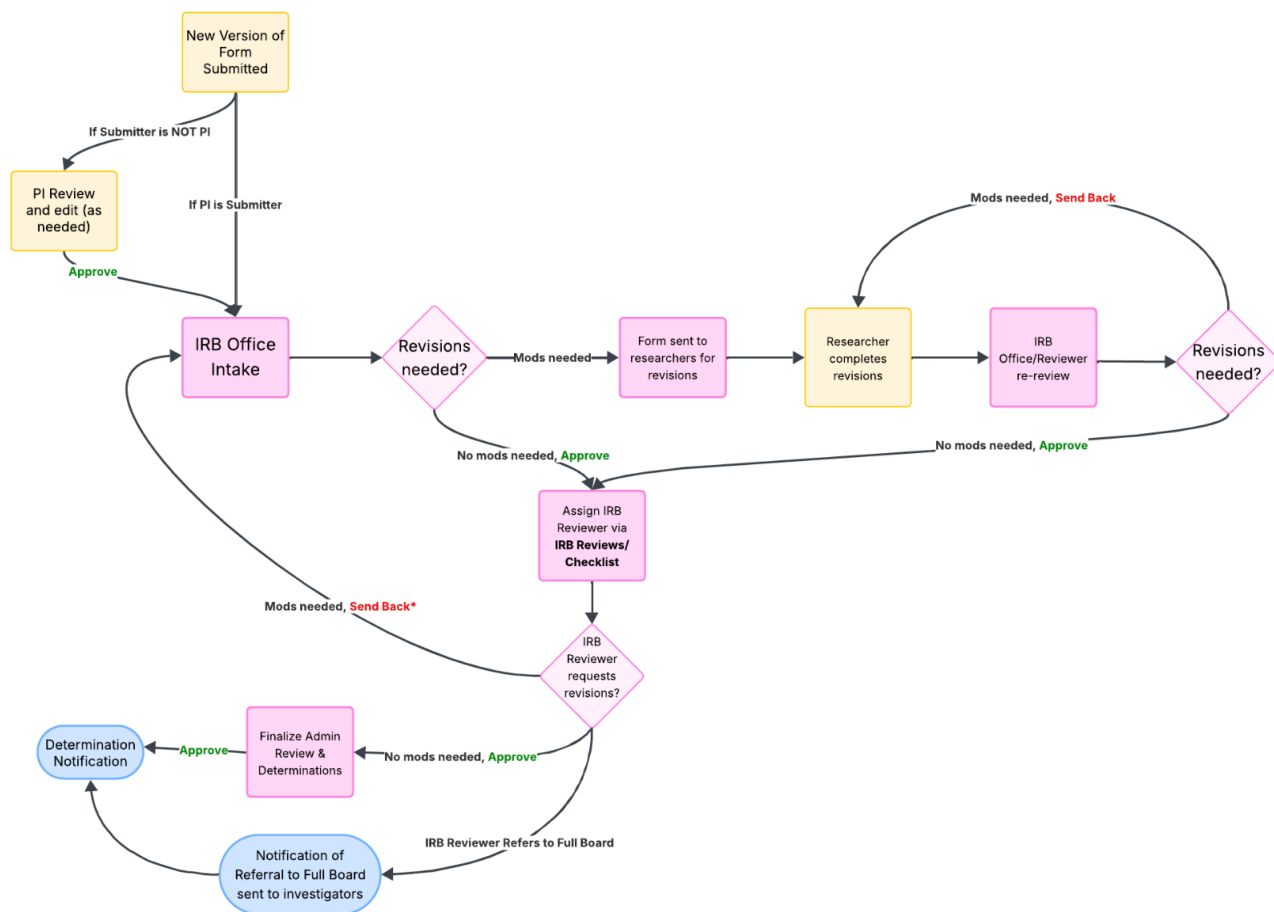 New Version of
Form
Submitted
If Submitter is NOT PI
PI Review
and edit (as
needed)
If PI is Submitter
Approve
Mods needed, Send Back
IRB Office
Intake
Revisions
needed?
Mods needed
Form sent to
researchers for
revisions
Researcher
completes
revisions
IRB
Office/Reviewer
re-review
Revisions
needed?
No mods needed, Approve
No mods needed, Approve
Assign IRB
Reviewer via
IRB Reviews/
Checklist
Mods needed, Send Back*
IRB
Reviewer
requests
revisions?
Determination
Notification
Approve
Finalize Admin
Review &
Determinations
No mods needed, Approve
IRB Reviewer Refers to Full Board
Notification of
Referral to Full Board
sent to investigators